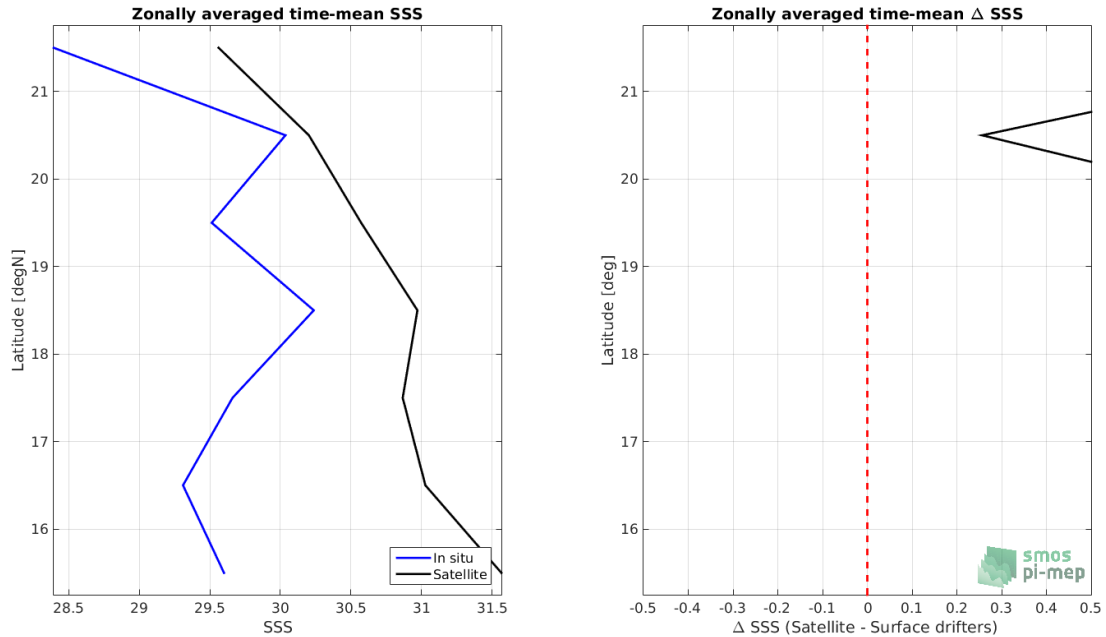 Zonally averaged time-mean SSS
Latitude [degN]
21
20
19
18
17
16
28.5 29 29.5 30 30.5 31 31.5
SSS
In situ
Satellite
Zonally averaged time-mean Δ SSS
Latitude [deg]
21
20
19
18
17
16
-0.5 -0.4 -0.3 -0.2 -0.1 0 0.1 0.2 0.3 0.4 0.5
Δ SSS (Satellite - Surface drifters)
smos
pi-mep